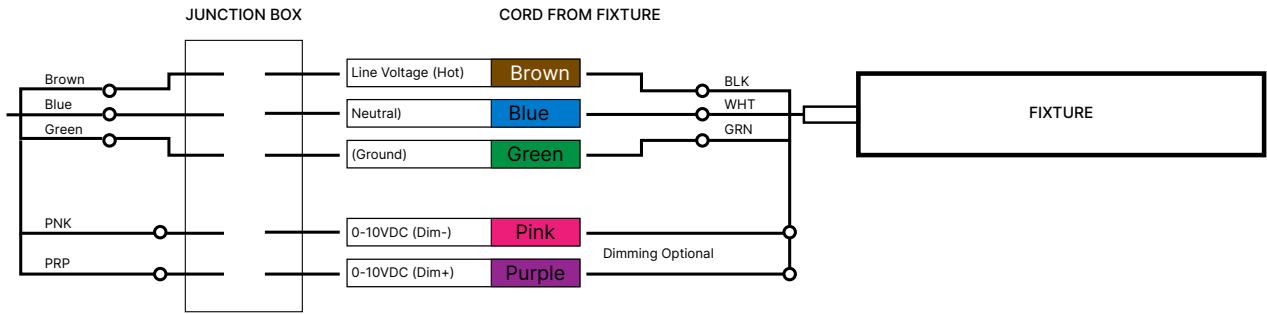 JUNCTION BOX
CORD FROM FIXTURE
Brown
Blue
Green
PNK
PRP
Line Voltage (Hot) Brown
Neutral) Blue
(Ground) Green
0-10VDC (Dim-) Pink
0-10VDC (Dim+) Purple
Dimming Optional
BLK
WHT
GRN
FIXTURE